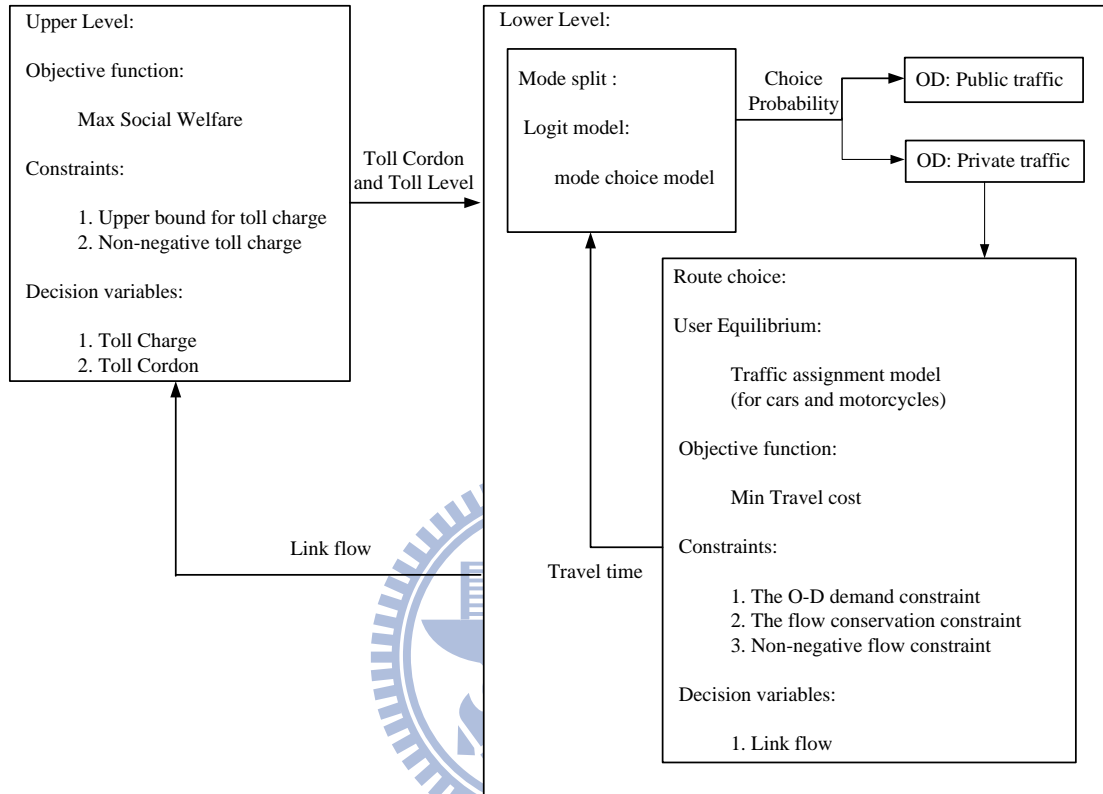 Upper Level:
Objective function:
Max Social Welfare
Constraints:
1. Upper bound for toll charge
2. Non-negative toll charge
Decision variables:
1. Toll Charge
2. Toll Cordon
Toll Cordon
and Toll Level
Link flow
Lower Level:
Mode split :
Logit model:
mode choice model
Choice
Probability
OD: Public traffic
OD: Private traffic
Travel time
Route choice:
User Equilibrium:
Traffic assignment model
(for cars and motorcycles)
Objective function:
Min Travel cost
Constraints:
1. The O-D demand constraint
2. The flow conservation constraint
3. Non-negative flow constraint
Decision variables:
1. Link flow